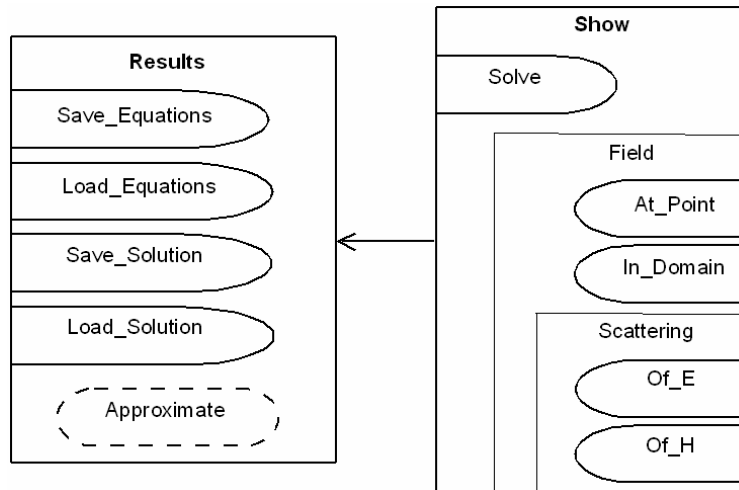 Results
Save_Equations
Load_Equations
Save_Solution
Load_Solution
Approximate
Show
Solve
Field
At_Point
In_Domain
Scattering
Of_E
Of_H